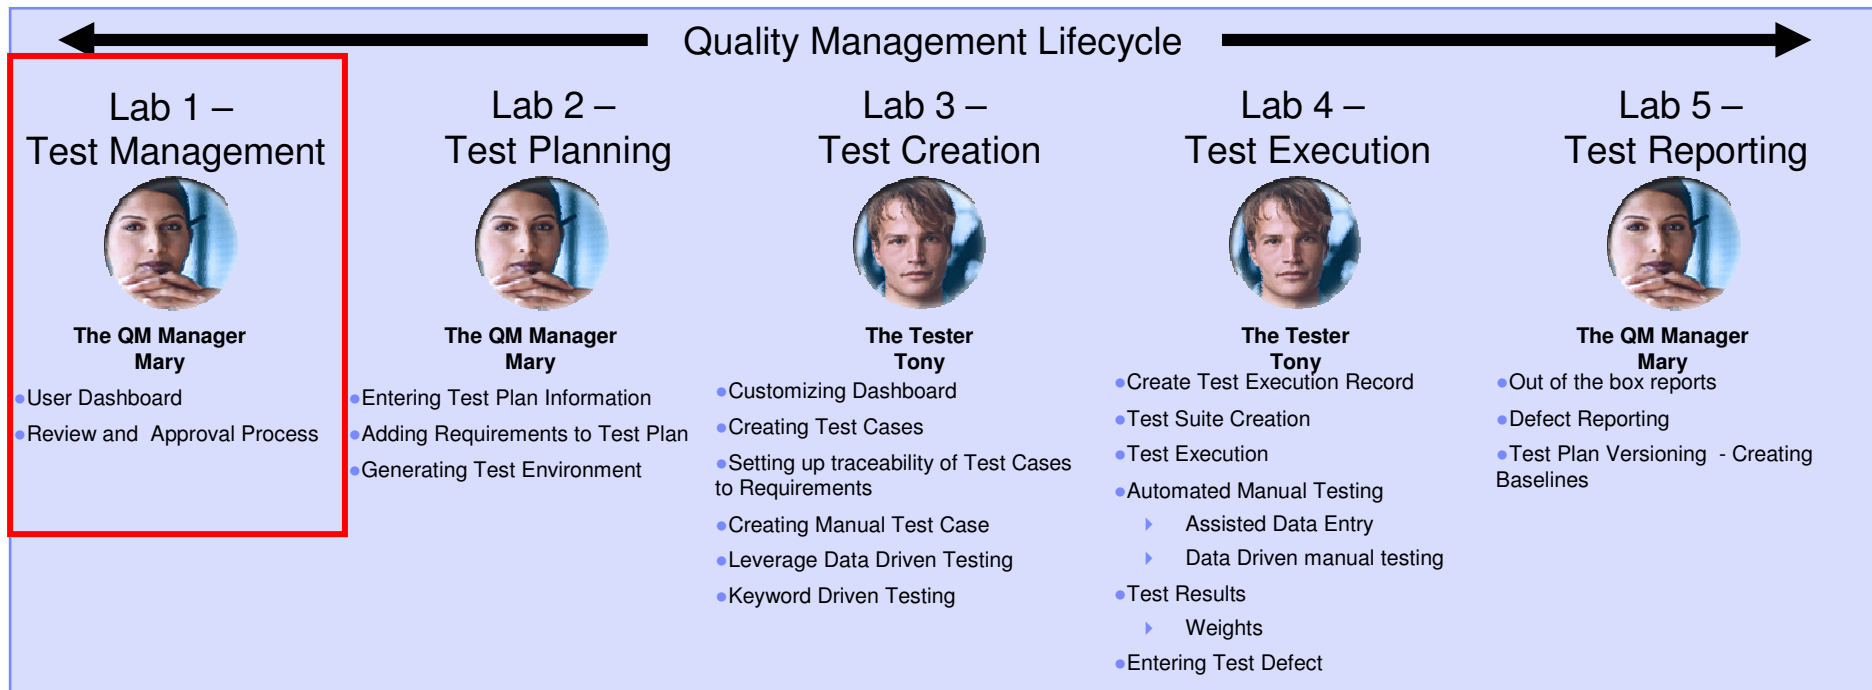 Quality Management Lifecycle
Lab 1 –
Test Management
The QM Manager
Mary
User Dashboard
Review and Approval Process
Lab 2 –
Test Planning
The QM Manager
Mary
Entering Test Plan Information
Adding Requirements to Test Plan
Generating Test Environment
Lab 3 –
Test Creation
The Tester
Tony
Customizing Dashboard
Creating Test Cases
Setting up traceability of Test Cases
to Requirements
Creating Manual Test Case
Leverage Data Driven Testing
Keyword Driven Testing
Lab 4 –
Test Execution
The Tester
Tony
Create Test Execution Record
Test Suite Creation
Test Execution
Automated Manual Testing
Assisted Data Entry
Data Driven manual testing
Test Results
Weights
Entering Test Defect
Lab 5 –
Test Reporting
The QM Manager
Mary
Out of the box reports
Defect Reporting
Test Plan Versioning - Creating
Baselines